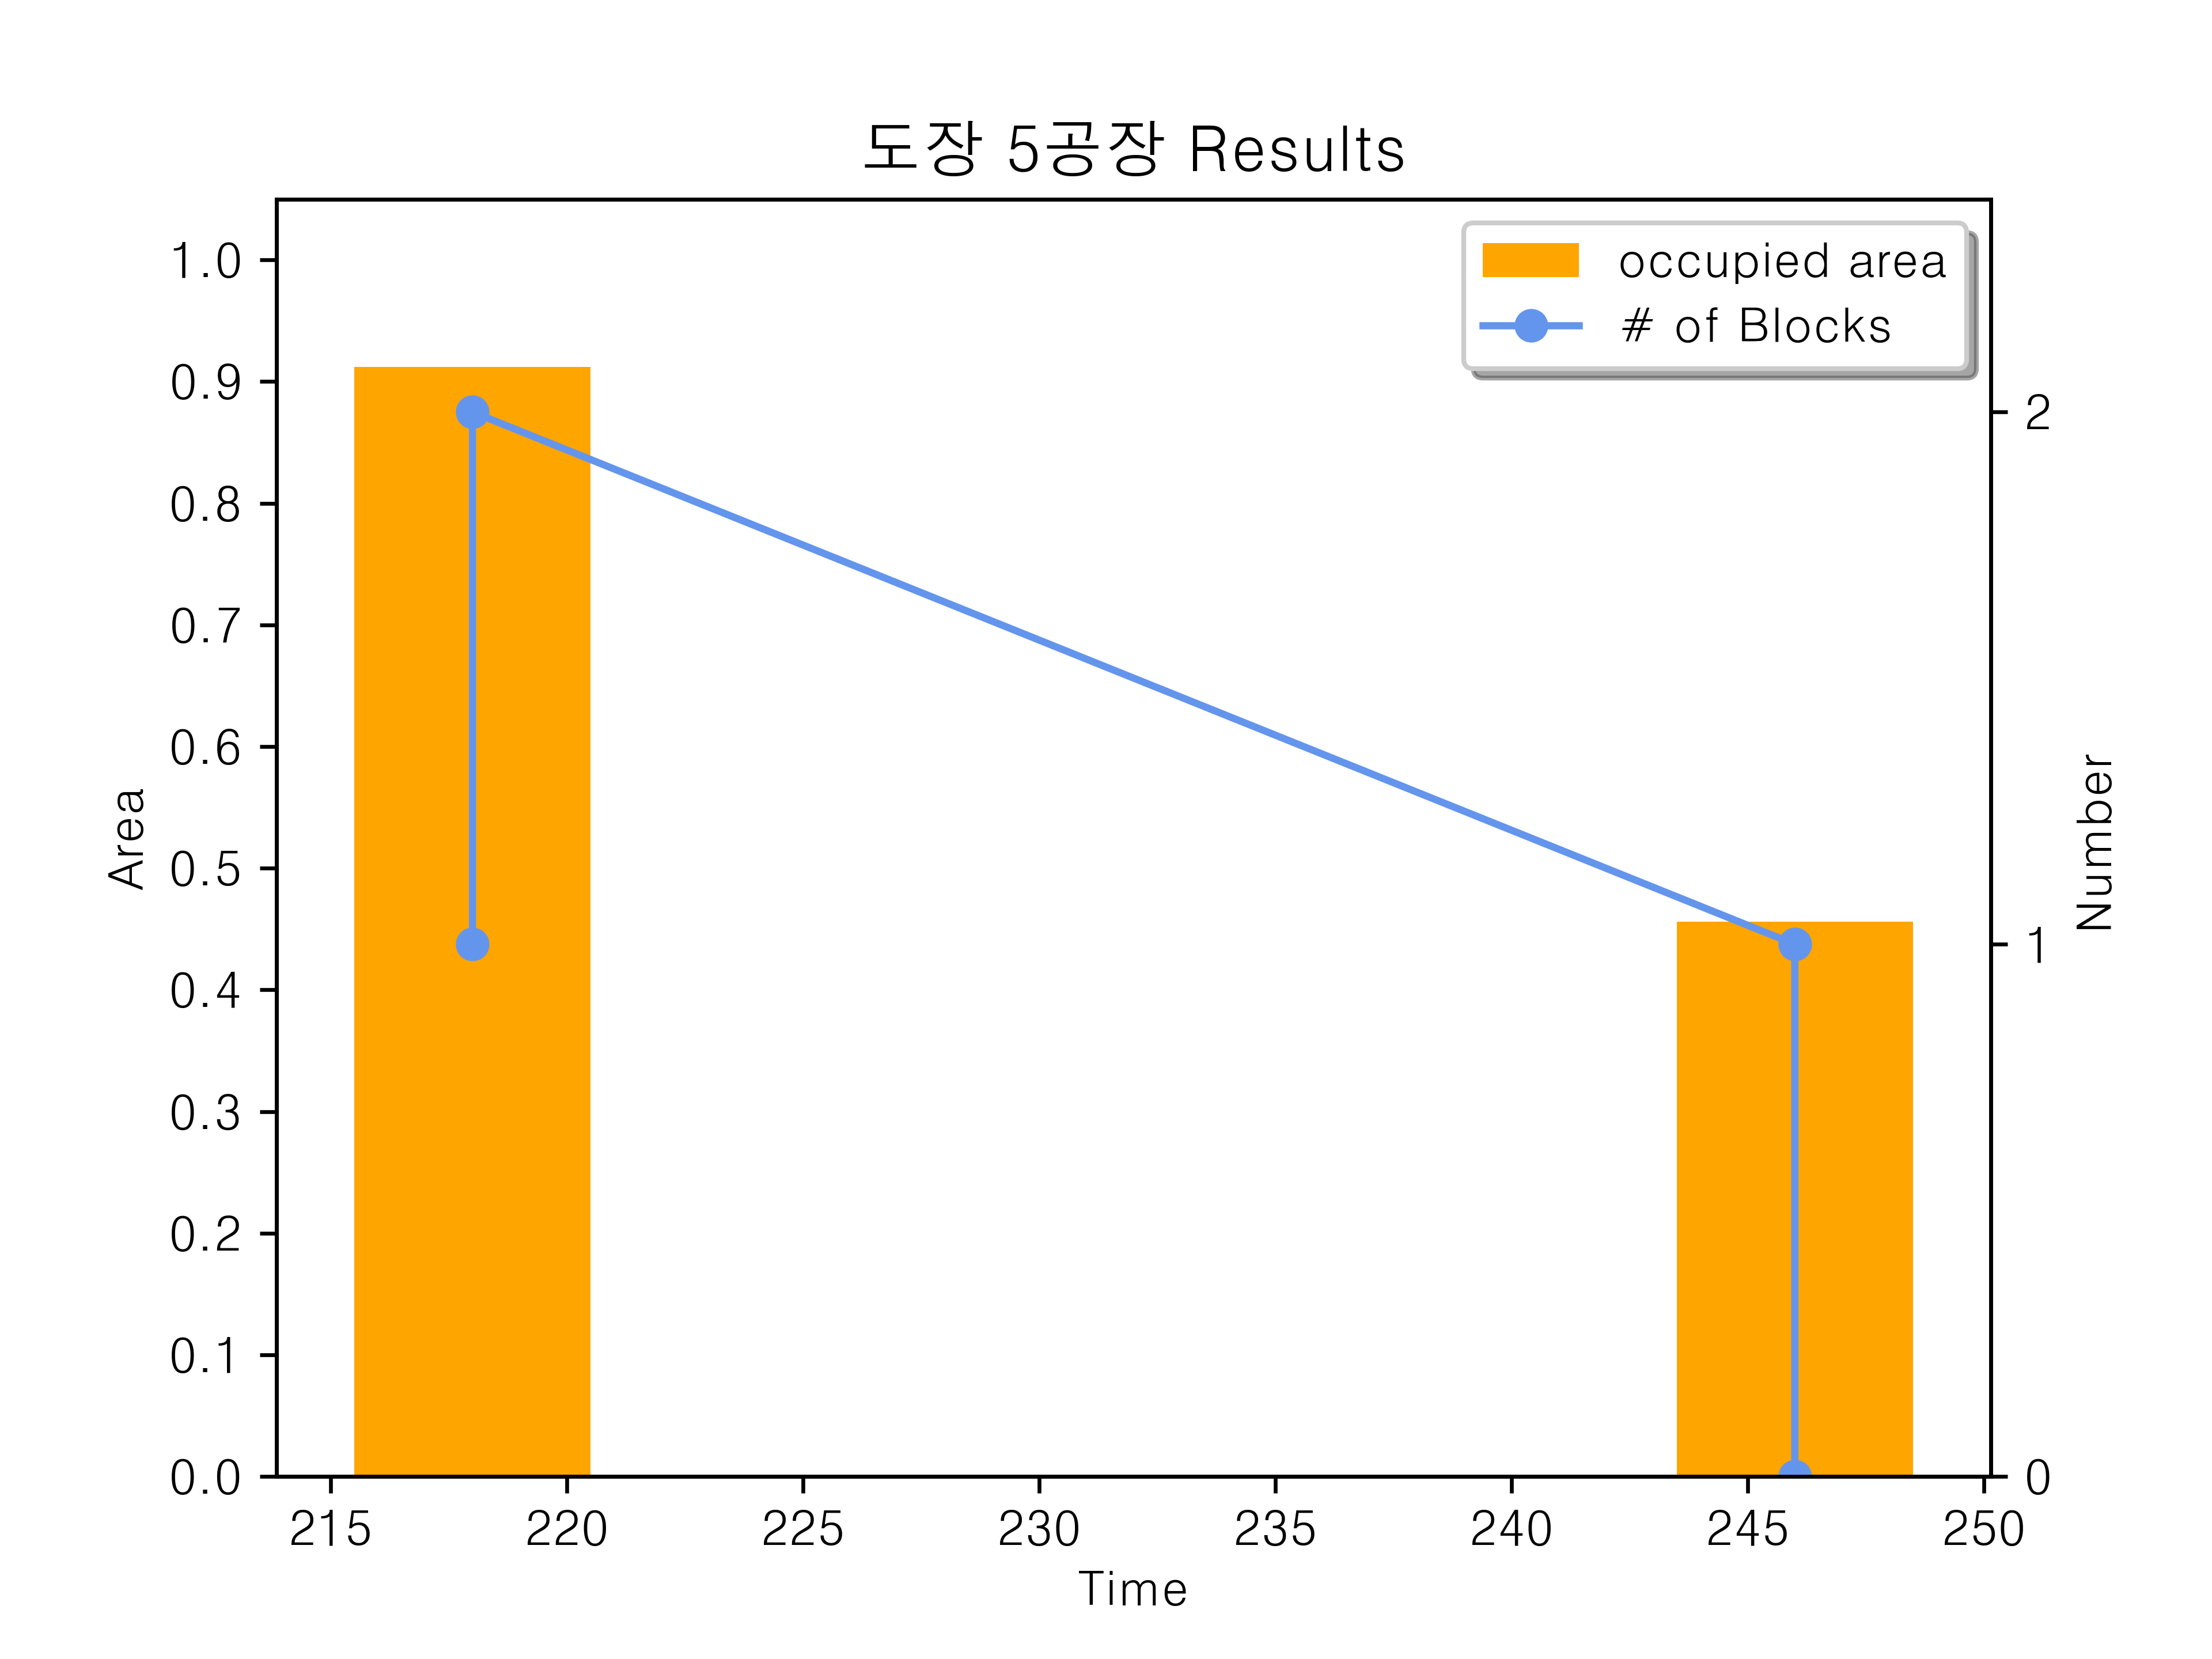 도장 5공장 Results
occupied area
# of Blocks
1.0
0.9
0.8
0.7
0.6
0.5
0.4
0.3
0.2
0.1
0.0
Area
2
1
0
Number
215 220 225 230 235 240 245 250
Time